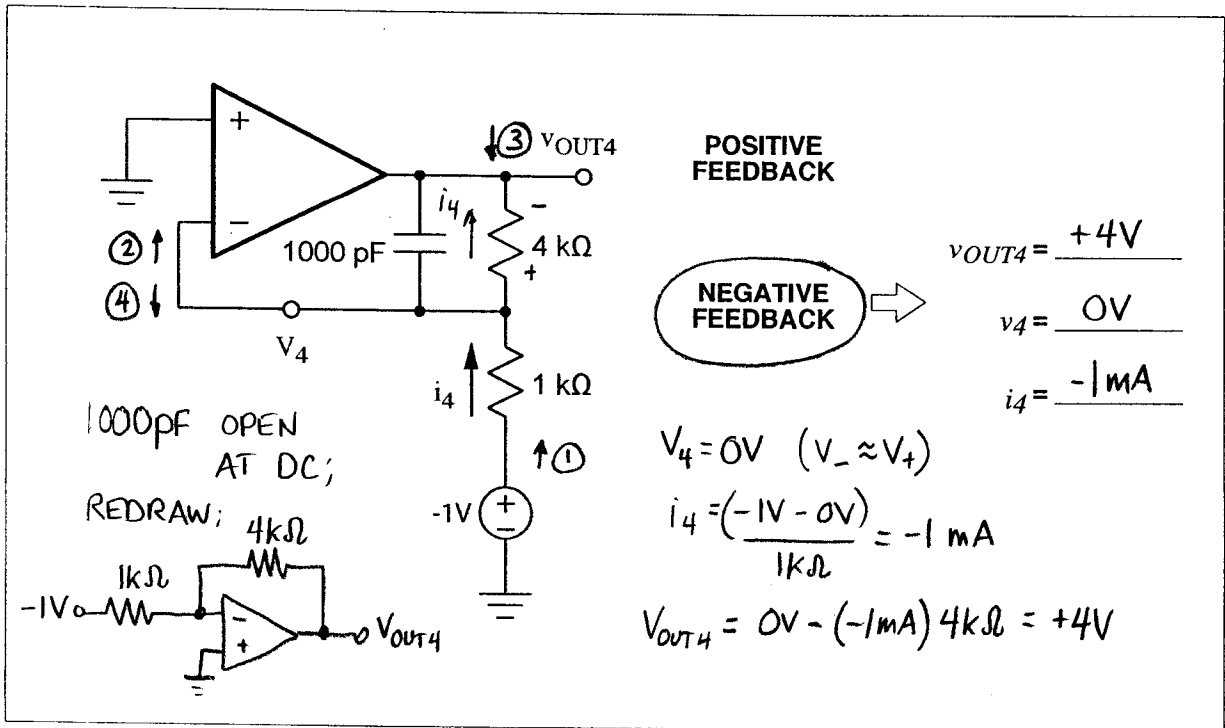 +
③ vOUT4
POSITIVE
FEEDBACK
i4
−
−
② ↑
1000 pF
4 kΩ
+
④ ↓
V4
NEGATIVE
FEEDBACK
vOUT4= +4V
v4= 0V
i4= -1mA
i4
1 kΩ
↑①
1000pF OPEN
AT DC;
REDRAW;
-1V
+
−
V4 = 0V (V_ ≈ V+)
i4 = (-1V - 0V)
1kΩ
= -1 mA
VOUT4 = 0V - (-1mA) 4kΩ = +4V
4kΩ
1kΩ
-1V
−
+
VOUT4